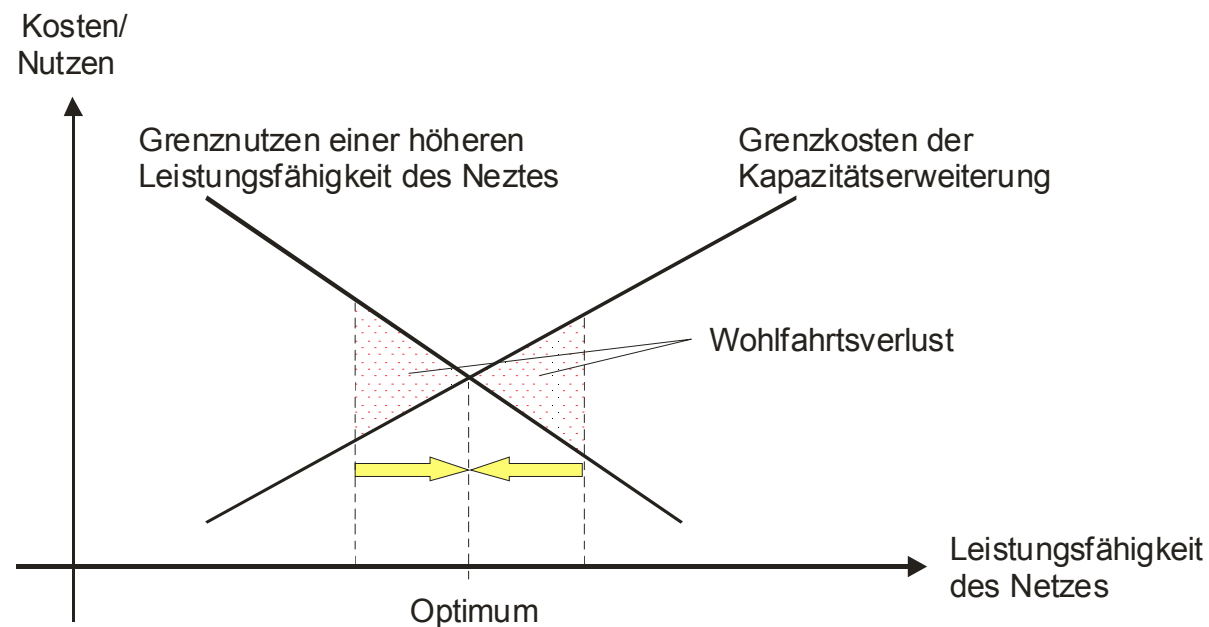 Kosten/
Nutzen
Grenznutzen einer höheren
Leistungsfähigkeit des Neztes
Grenzkosten der
Kapazitätserweiterung
Wohlfahrtsverlust
Leistungsfähigkeit
des Netzes
Optimum